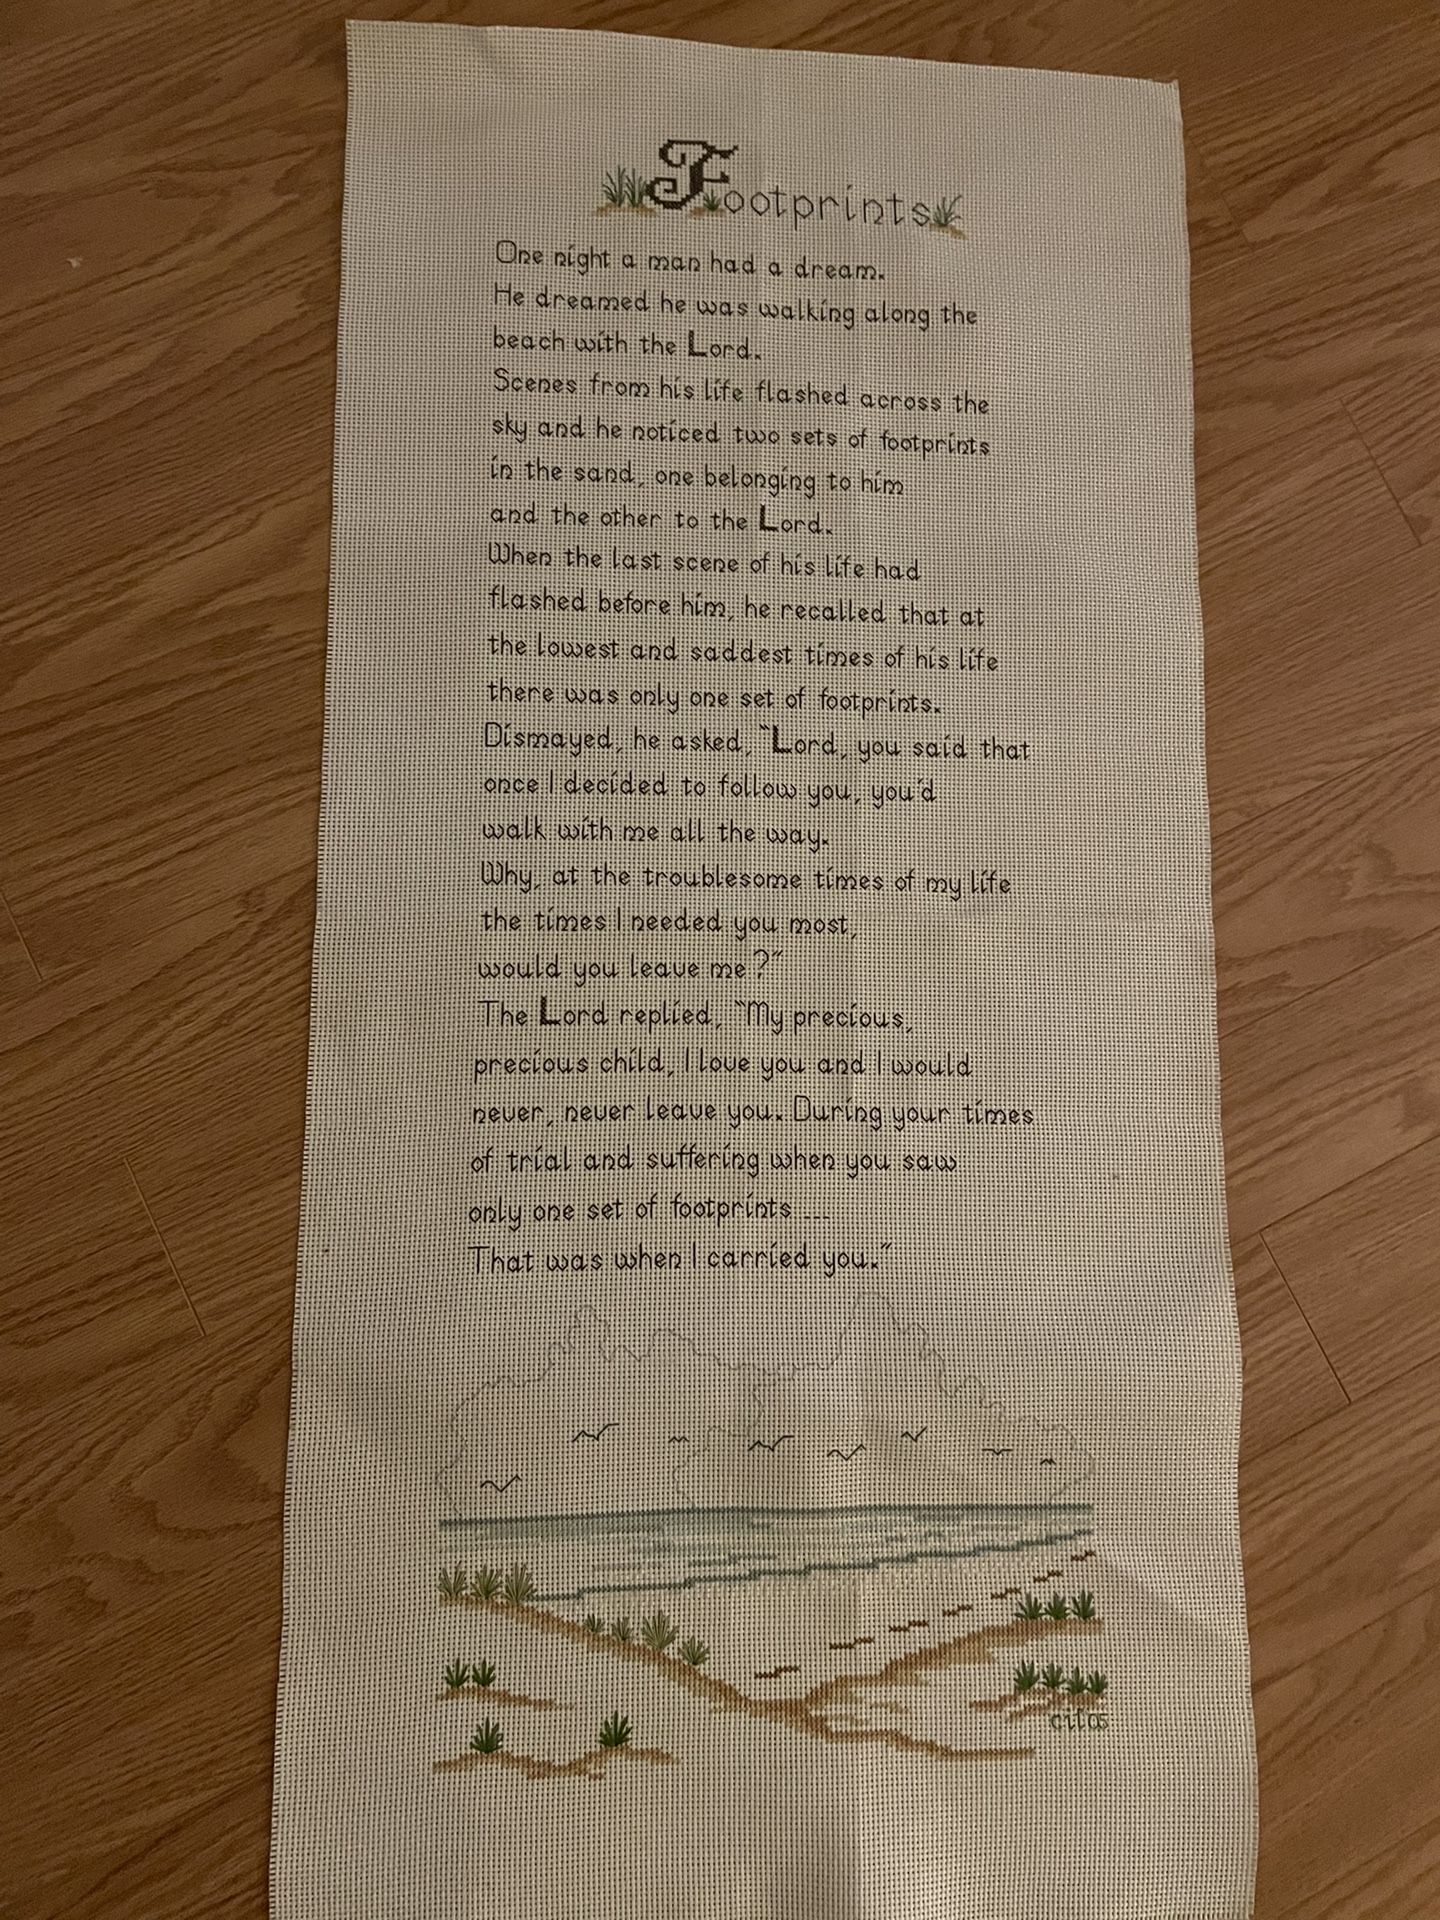 Footprints
One night a man had a dream.
He dreamed he was walking along the
beach with the Lord.
Scenes from his life flashed across the
sky and he noticed two sets of footprints
in the sand, one belonging to him
and the other to the Lord.
When the last scene of his life had
flashed before him, he recalled that at
the lowest and saddest times of his life
there was only one set of footprints.
Dismayed, he asked, "Lord, you said that
once I decided to follow you, you'd
walk with me all the way.
Why, at the troublesome times of my life
the times I needed you most,
would you leave me?"
The Lord replied, "My precious,
precious child, I love you and I would
never, never leave you. During your times
of trial and suffering when you saw
only one set of footprints ...
That was when I carried you."